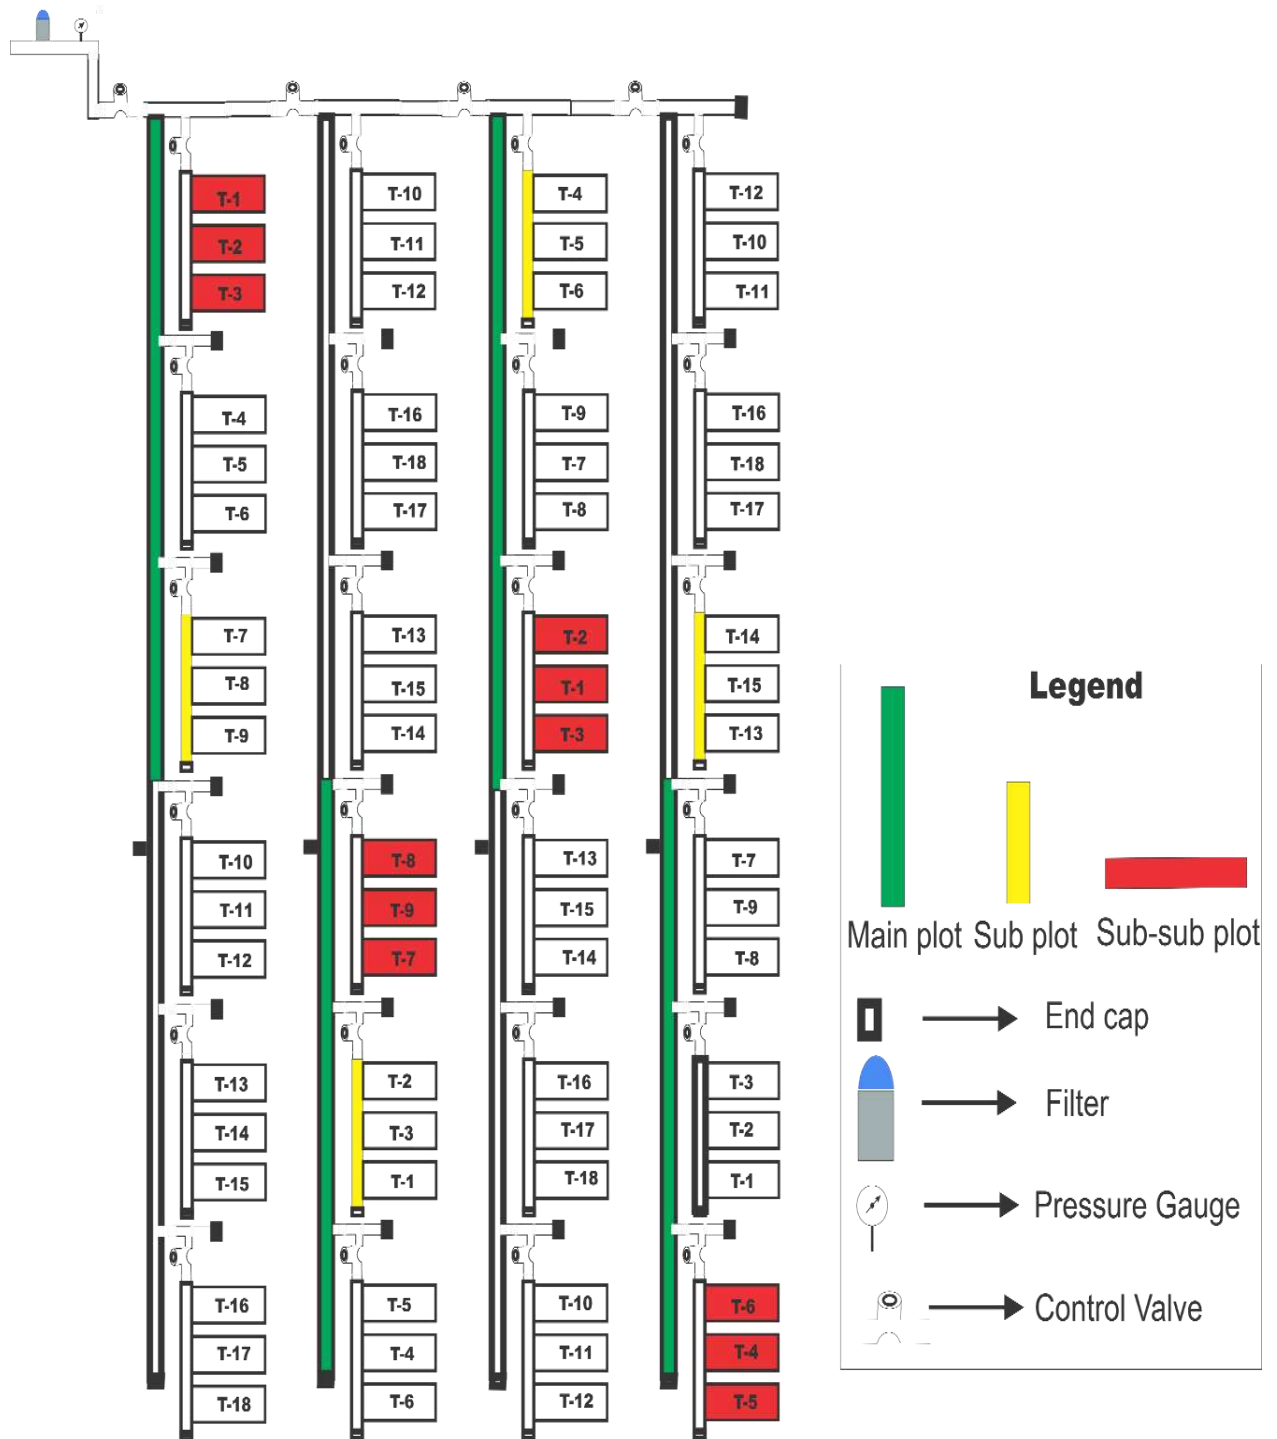 T-1
T-2
T-3
T-4
T-5
T-6
T-7
T-8
T-9
T-10
T-11
T-12
T-13
T-14
T-15
T-16
T-17
T-18
T-10
T-11
T-12
T-16
T-18
T-17
T-13
T-15
T-14
T-8
T-9
T-7
T-2
T-3
T-1
T-5
T-4
T-6
T-4
T-5
T-6
T-9
T-7
T-8
T-2
T-1
T-3
T-13
T-15
T-14
T-16
T-17
T-18
T-10
T-11
T-12
T-12
T-10
T-11
T-16
T-18
T-17
T-14
T-15
T-13
T-7
T-9
T-8
T-3
T-2
T-1
T-6
T-4
T-5
Legend
Main plot Sub plot Sub-sub plot
End cap
Filter
Pressure Gauge
Control Valve